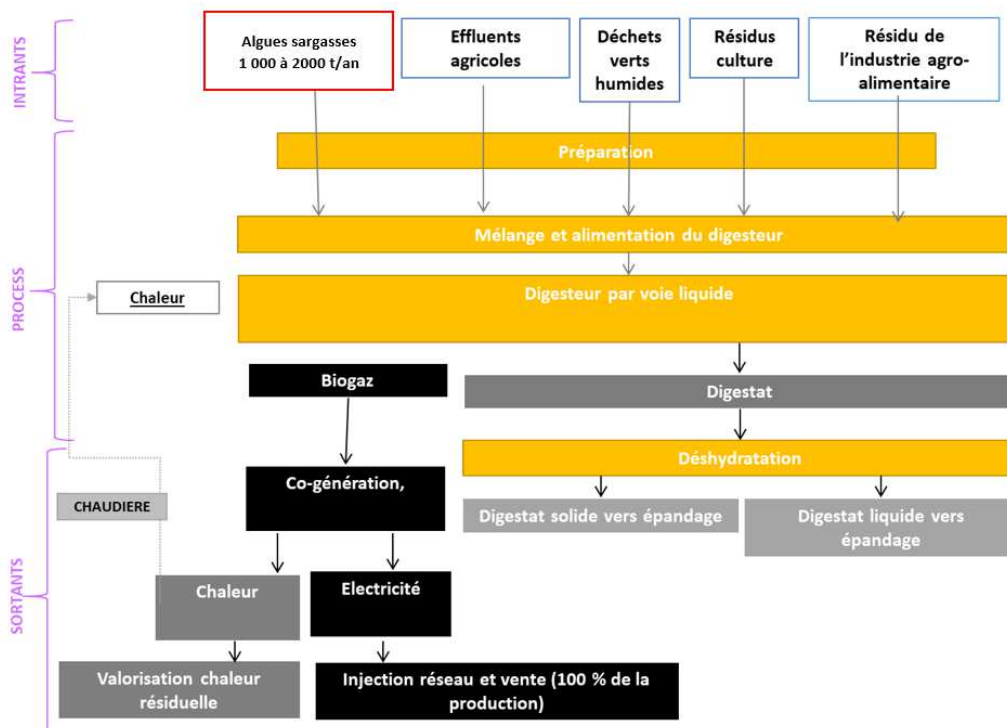 INTRANTS
Algues sargasses
1 000 à 2000 t/an
Effluents
agricoles
Déchets
verts
humides
Résidus
culture
Résidu de
l'industrie agro-
alimentaire
PROCESS
Préparation
Mélange et alimentation du digesteur
Chaleur
Digesteur par voie liquide
Biogaz
Digestat
Déshydratation
SORTANTS
CHAUDIERE
Co-génération,
Digestat solide vers épandage
Digestat liquide vers
épandage
Chaleur
Electricité
Valorisation chaleur
résiduelle
Injection réseau et vente (100 % de la
production)